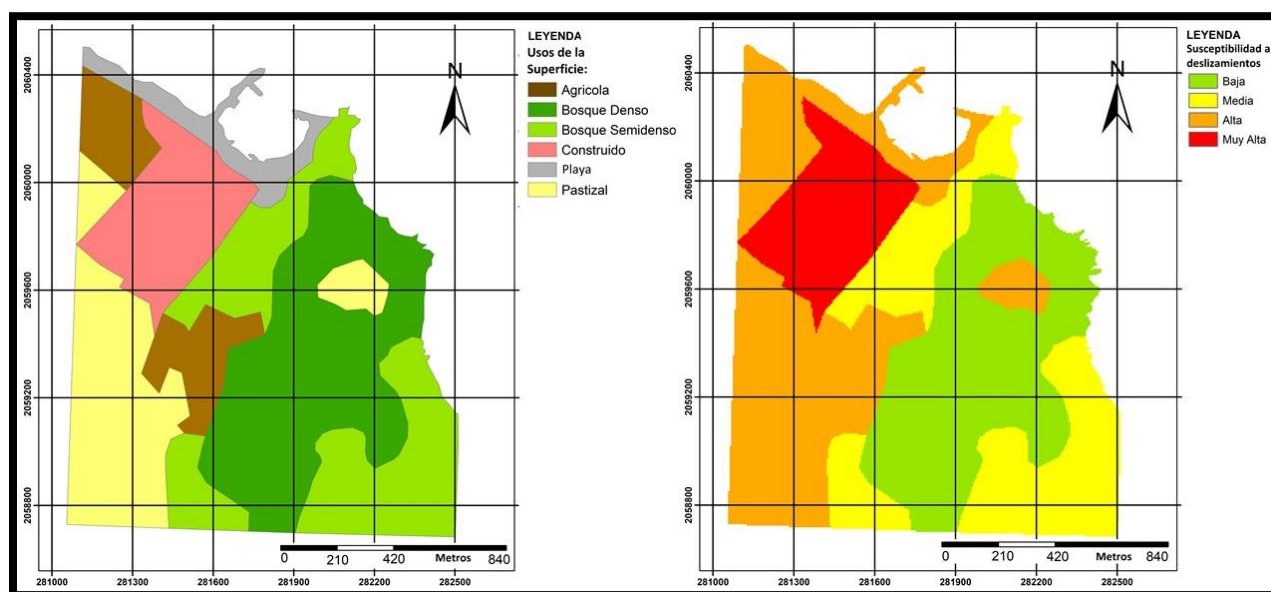 LEYENDA
Usos de la
Superficie:
Agricola
Bosque Denso
Bosque Semidenso
Construido
Playa
Pastizal
N
2060400
2060000
2059600
2059200
2058800
0 210 420 Metros 840
281000 281300 281600 281900 282200 282500
LEYENDA
Susceptibilidad a
deslizamientos
Baja
Media
Alta
Muy Alta
N
2060400
2060000
2059600
2059200
2058800
0 210 420 Metros 840
281000 281300 281600 281900 282200 282500